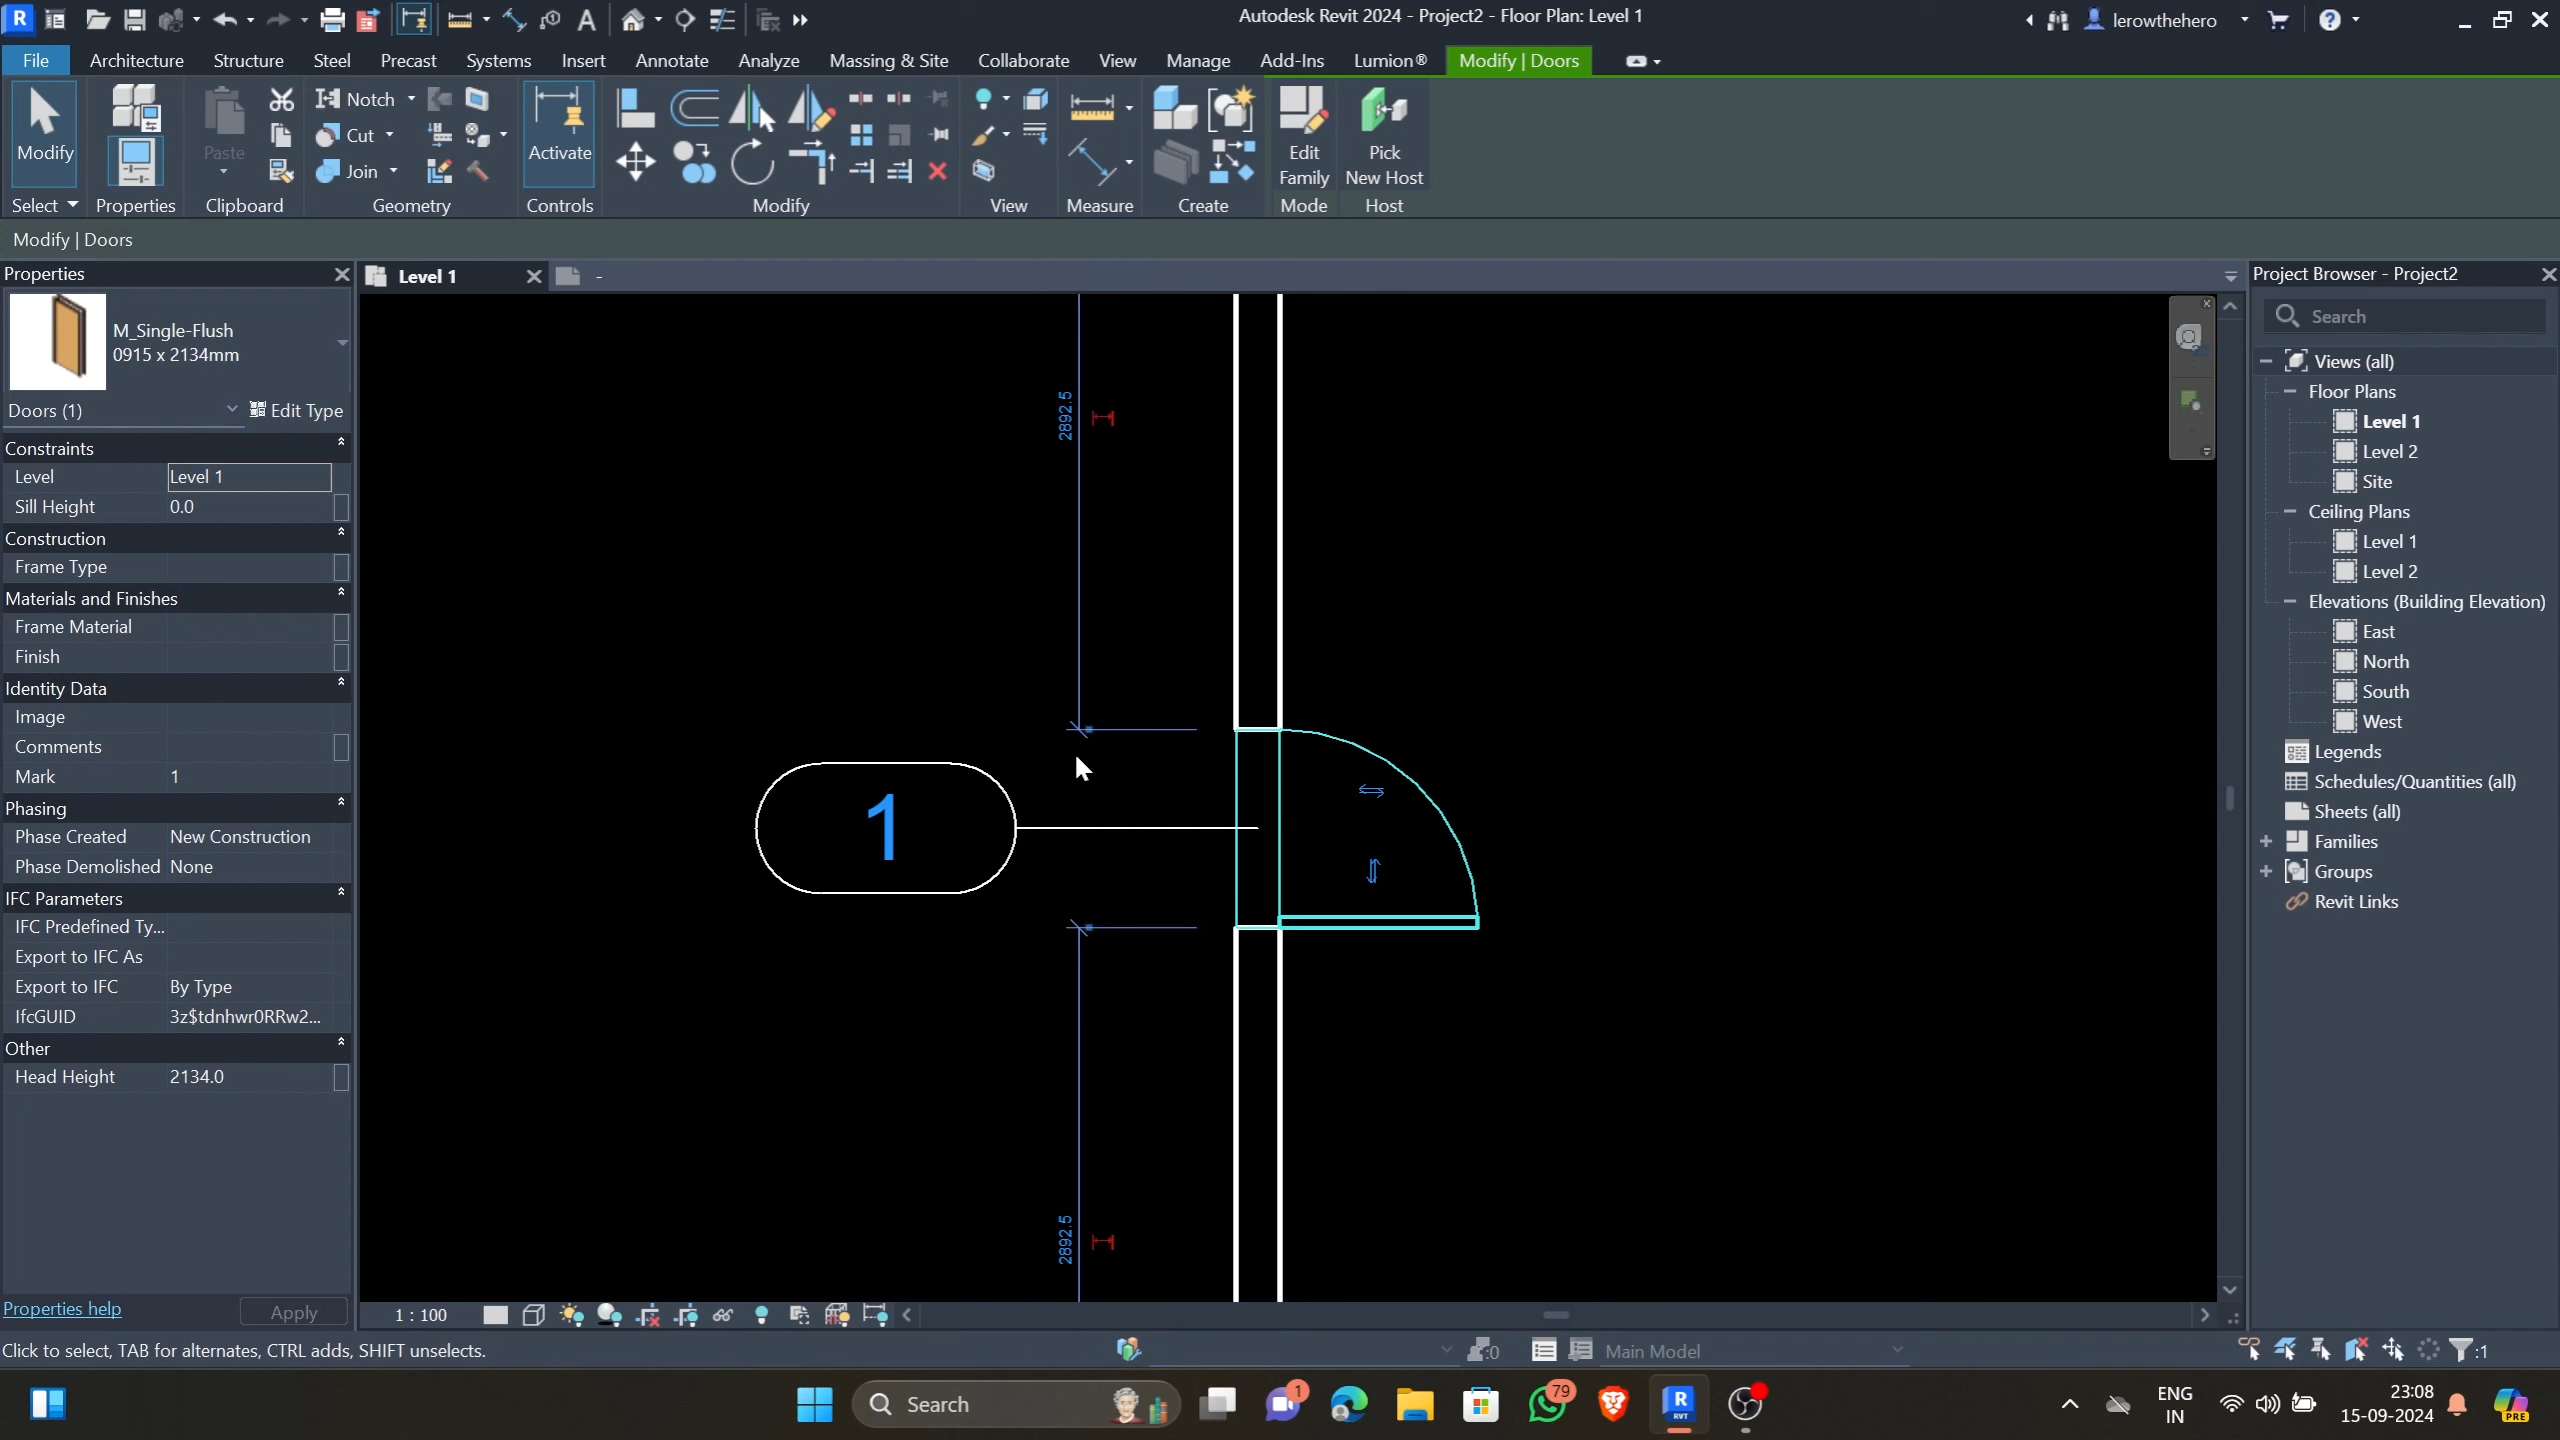 Autodesk Revit 2024 - Project2 - Floor Plan: Level 1
lerowthehero
File Architecture Structure Steel Precast Systems Insert Annotate Analyze Massing & Site Collaborate View Manage Add-Ins Lumion® Modify | Doors
Modify
Select
Properties
Paste
Clipboard
Notch
Cut
Join
Geometry
Activate
Controls
Modify
View
Measure
Create
Edit
Family
Mode
Pick
New Host
Host
Modify | Doors
Properties
M_Single-Flush
0915 x 2134mm
Doors (1) Edit Type
Constraints
Level Level 1
Sill Height 0.0
Construction
Frame Type
Materials and Finishes
Frame Material
Finish
Identity Data
Image
Comments
Mark 1
Phasing
Phase Created New Construction
Phase Demolished None
IFC Parameters
IFC Predefined Ty...
Export to IFC As
Export to IFC By Type
IfcGUID 3z$tdnhwr0RRw2...
Other
Head Height 2134.0
Properties help Apply
Level 1
-
2892.5
1
2892.5
1 : 100
Project Browser - Project2
Search
Views (all)
Floor Plans
Level 1
Level 2
Site
Ceiling Plans
Level 1
Level 2
Elevations (Building Elevation)
East
North
South
West
Legends
Schedules/Quantities (all)
Sheets (all)
Families
Groups
Revit Links
Click to select, TAB for alternates, CTRL adds, SHIFT unselects.
:0
Main Model
:1
Search
1
79
R
RVT
ENG
IN
23:08
15-09-2024
PRE